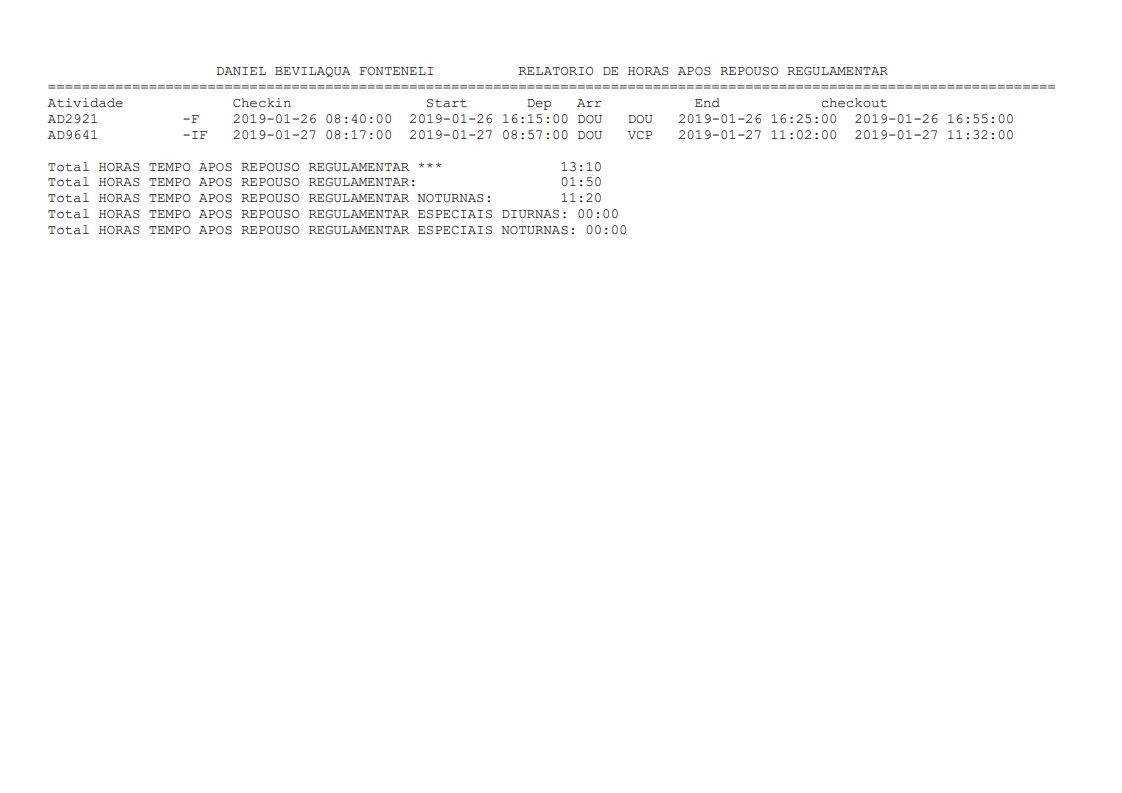 DANIEL BEVILAQUA FONTENELI          RELATORIO DE HORAS APOS REPOUSO REGULAMENTAR
========================================================================================================================
Atividade             Checkin                Start       Dep   Arr           End            checkout
AD2921          -F    2019-01-26 08:40:00  2019-01-26 16:15:00 DOU   DOU   2019-01-26 16:25:00  2019-01-26 16:55:00
AD9641          -IF   2019-01-27 08:17:00  2019-01-27 08:57:00 DOU   VCP   2019-01-27 11:02:00  2019-01-27 11:32:00
Total HORAS TEMPO APOS REPOUSO REGULAMENTAR ***              13:10
Total HORAS TEMPO APOS REPOUSO REGULAMENTAR:                 01:50
Total HORAS TEMPO APOS REPOUSO REGULAMENTAR NOTURNAS:        11:20
Total HORAS TEMPO APOS REPOUSO REGULAMENTAR ESPECIAIS DIURNAS: 00:00
Total HORAS TEMPO APOS REPOUSO REGULAMENTAR ESPECIAIS NOTURNAS: 00:00